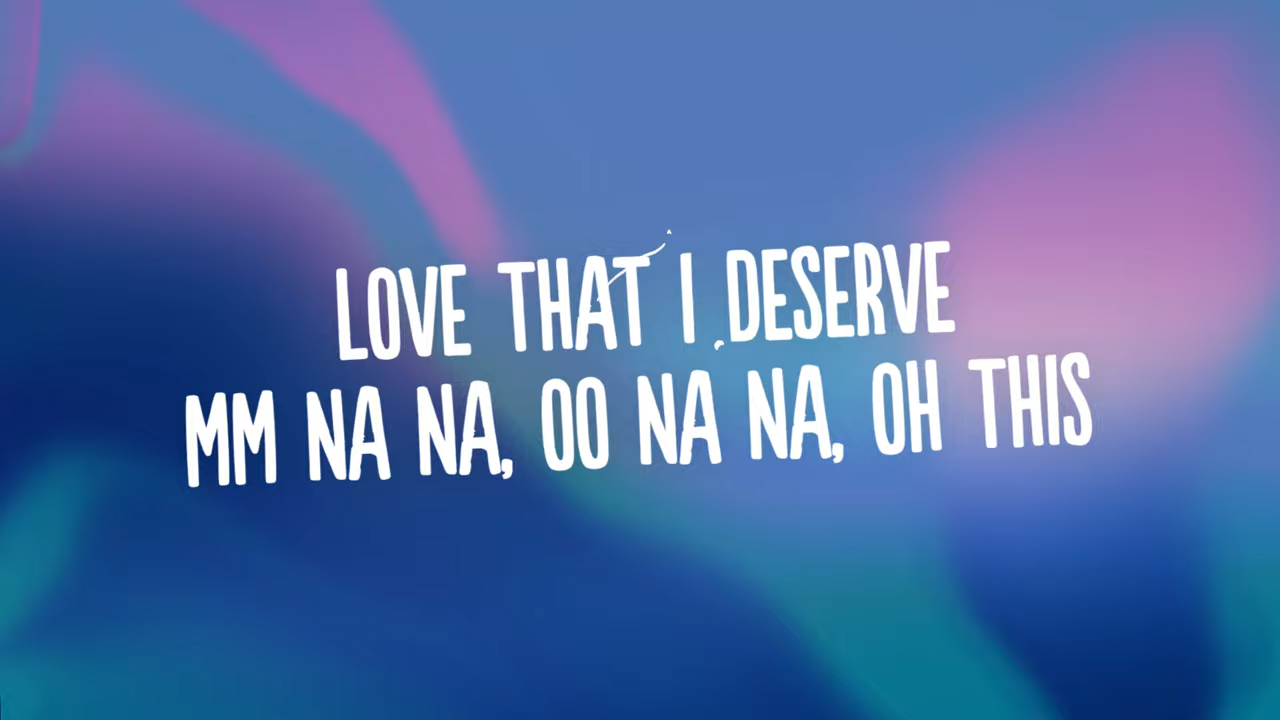 LOVE THAT I DESERVE
MM NA NA, OO NA NA, OH THIS